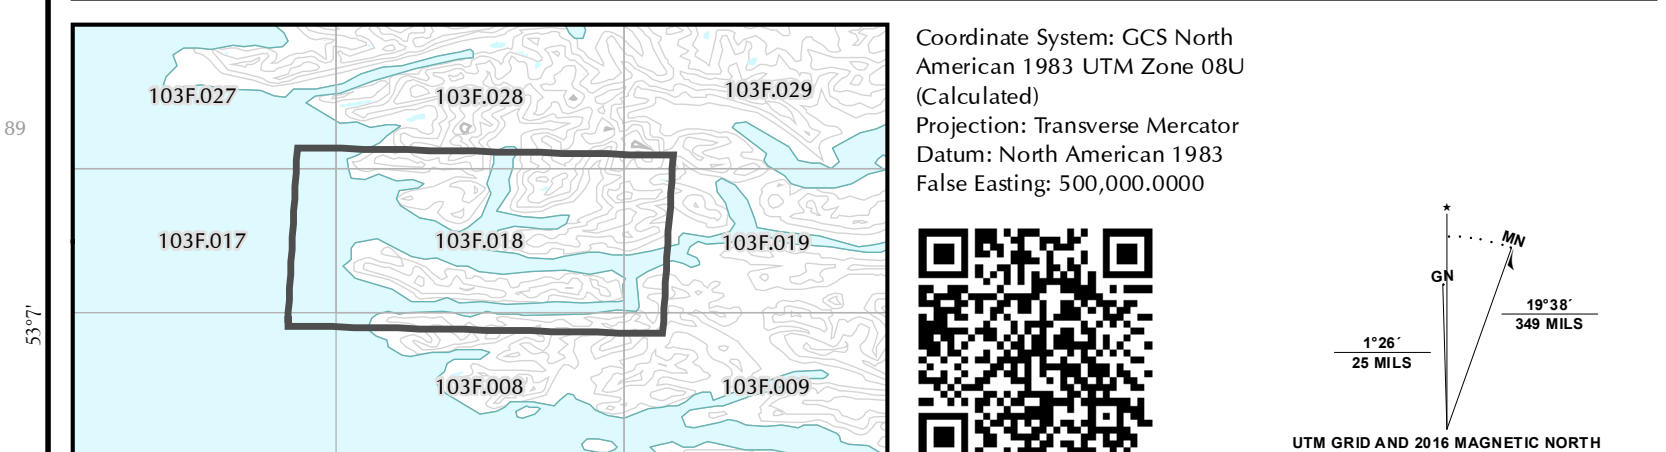 89
53°7'
103F.027
103F.028
103F.029
103F.017
103F.018
103F.019
103F.008
103F.009
Coordinate System: GCS North
American 1983 UTM Zone 08U
(Calculated)
Projection: Transverse Mercator
Datum: North American 1983
False Easting: 500,000.0000
MN
GN
19°38´
349 MILS
1°26´
25 MILS
UTM GRID AND 2016 MAGNETIC NORTH